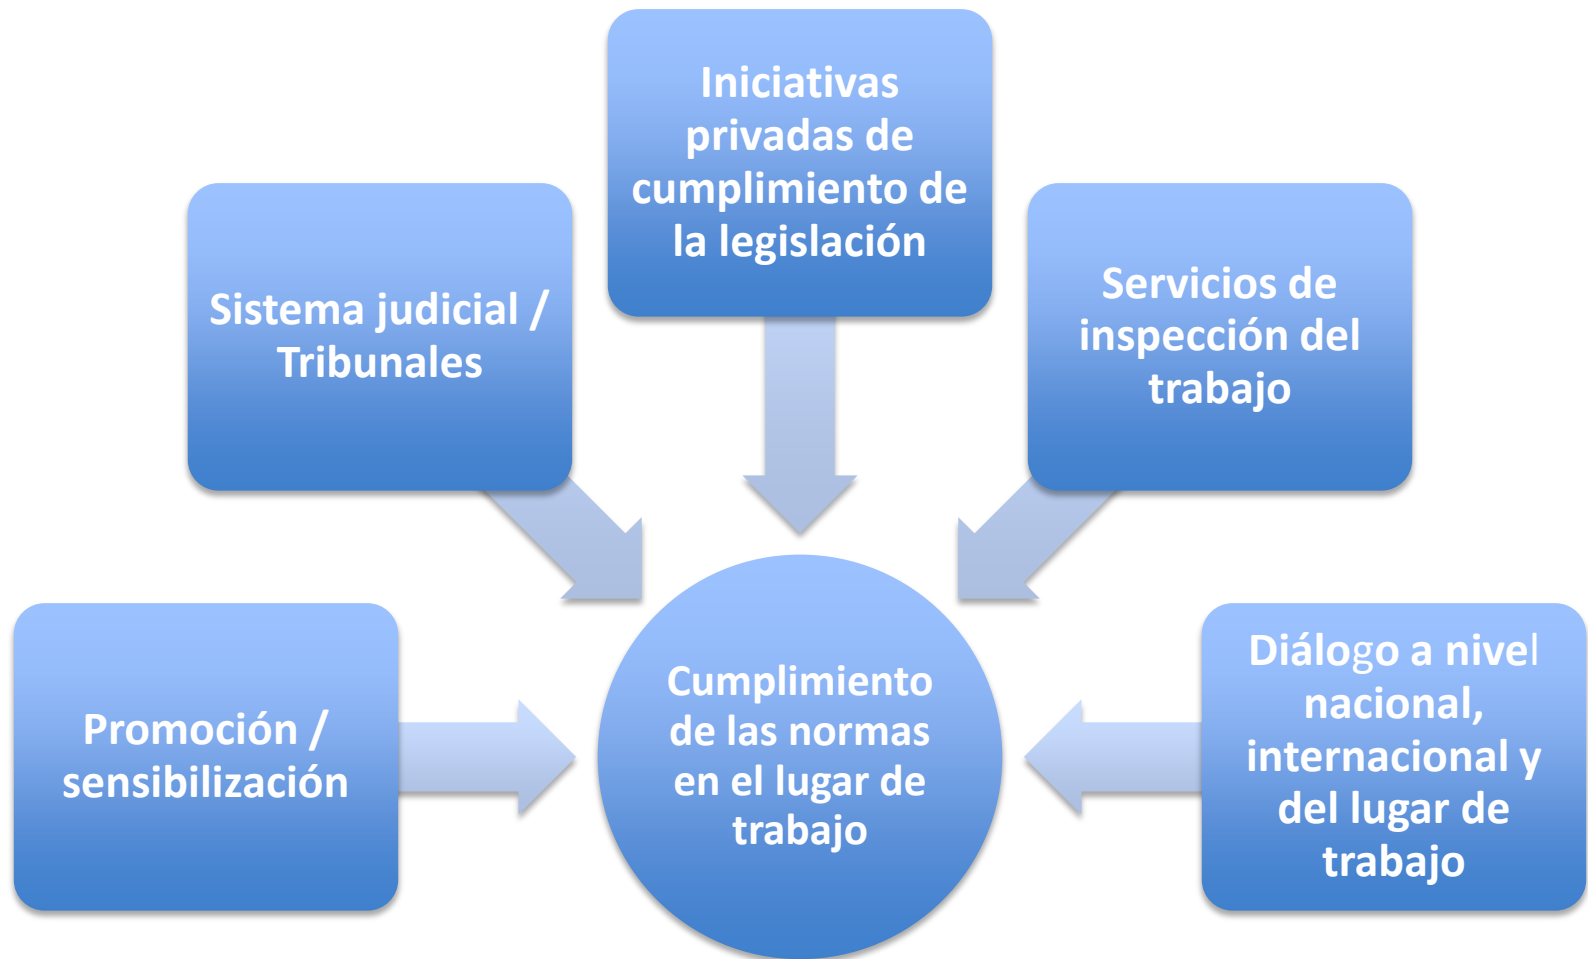 Iniciativas
privadas de
cumplimiento de
la legislación
Sistema judicial /
Tribunales
Servicios de
inspección del
trabajo
Promoción /
sensibilización
Cumplimiento
de las normas
en el lugar de
trabajo
Diálogo a nivel
nacional,
internacional y
del lugar de
trabajo